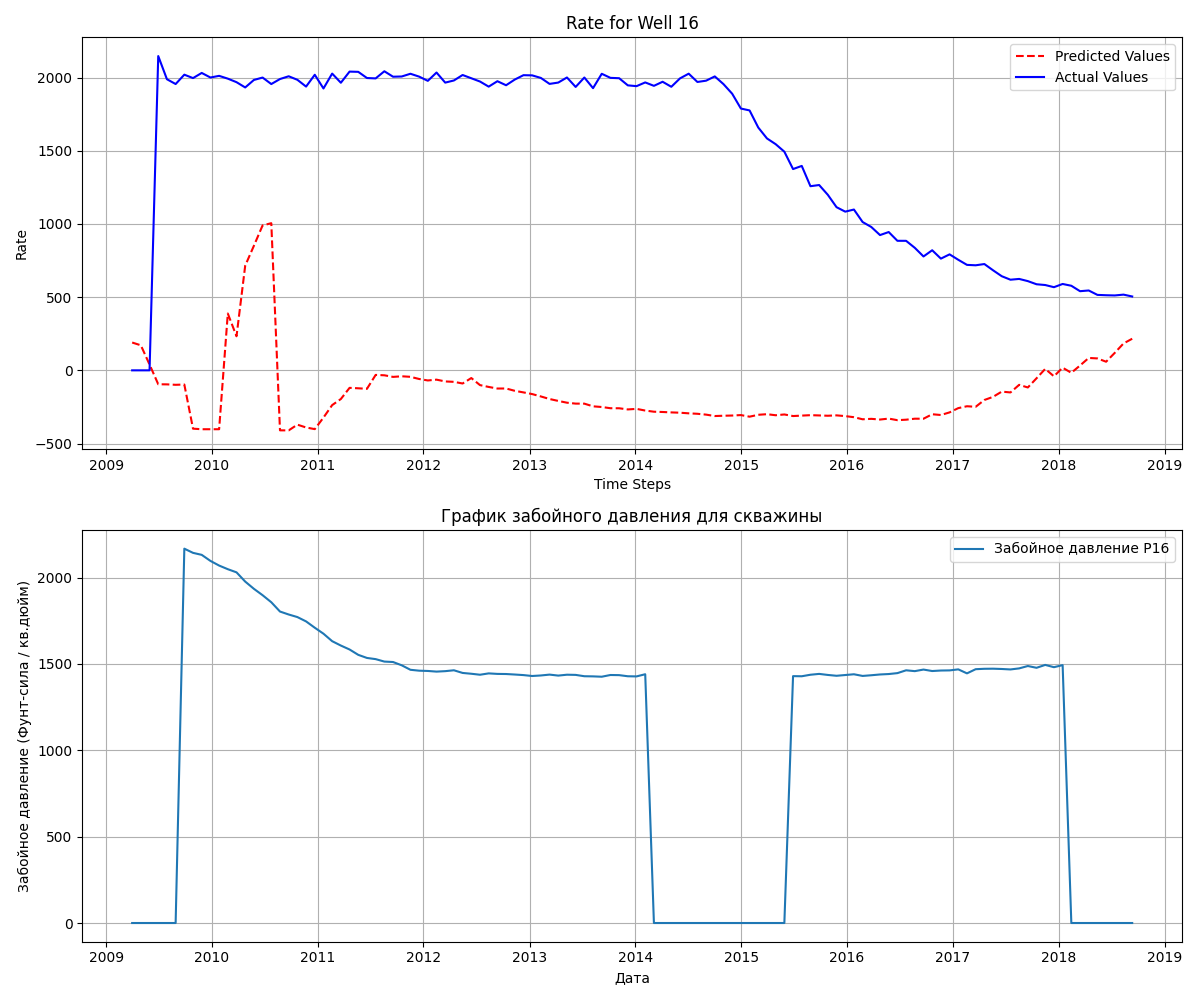 Rate for Well 16
Predicted Values
Actual Values
Rate
2000
1500
1000
500
0
−500
2009 2010 2011 2012 2013 2014 2015 2016 2017 2018 2019
Time Steps
График забойного давления для скважины
Забойное давление P16
Забойное давление (Фунт-сила / кв.дюйм)
2000
1500
1000
500
0
2009 2010 2011 2012 2013 2014 2015 2016 2017 2018 2019
Дата